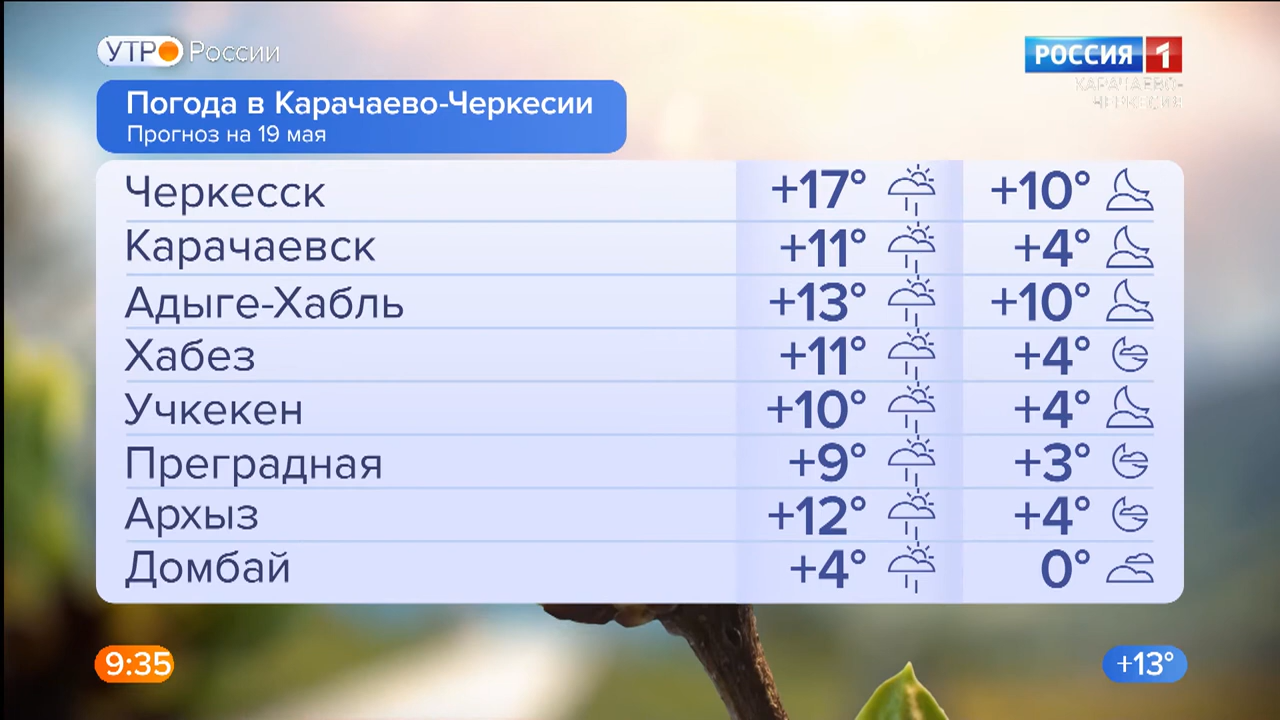 УТРО России
РОССИЯ 1
КАРАЧАЕВО-
ЧЕРКЕСИЯ
Погода в Карачаево-Черкесии
Прогноз на 19 мая
Черкесск +17° +10°
Карачаевск +11° +4°
Адыге-Хабль +13° +10°
Хабез +11° +4°
Учкекен +10° +4°
Преградная +9° +3°
Архыз +12° +4°
Домбай +4° 0°
9:35
+13°